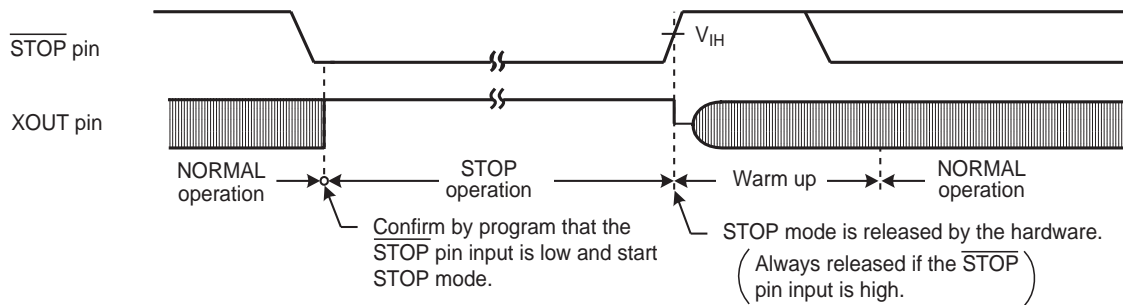 STOP pin
V_IH
XOUT pin
NORMAL operation
STOP operation
Warm up
NORMAL operation
Confirm by program that the
STOP pin input is low and start
STOP mode.
STOP mode is released by the hardware.
( Always released if the STOP
pin input is high. )